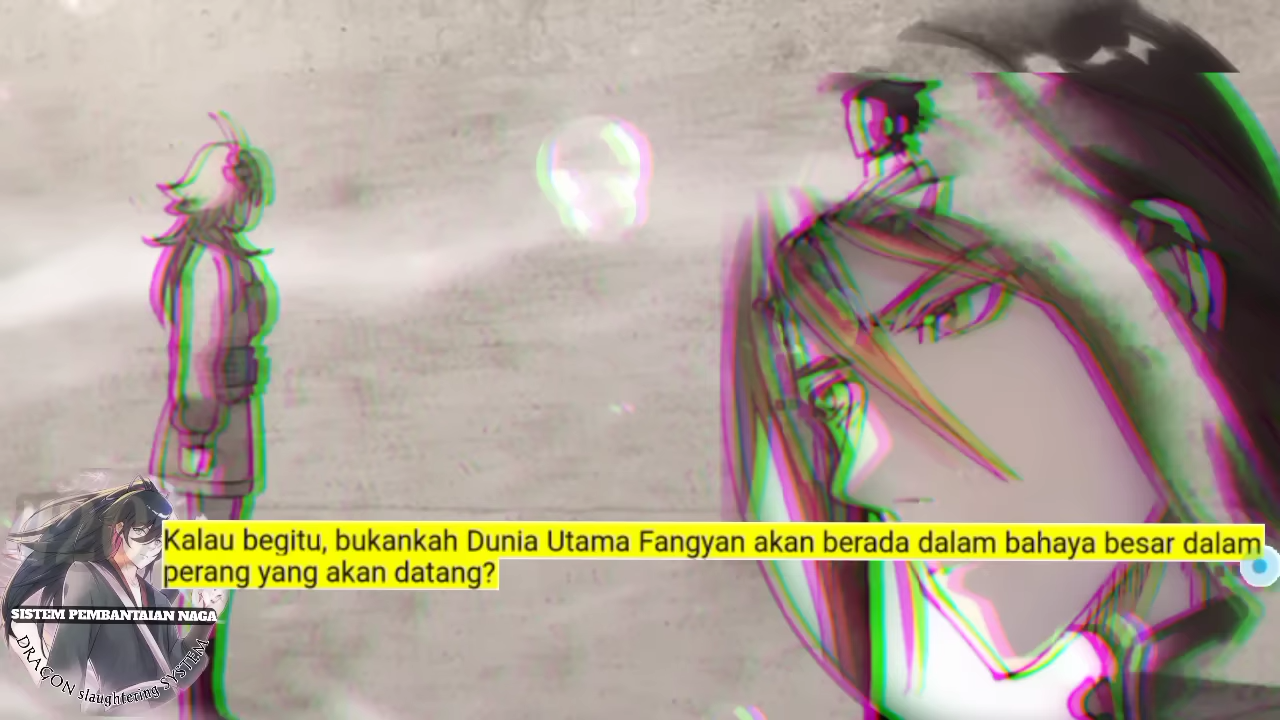 Kalau begitu, bukankah Dunia Utama Fangyan akan berada dalam bahaya besar dalam
perang yang akan datang?
SISTEM PEMBANTAIAN NAGA
DRAGON slaughtering SYSTEM